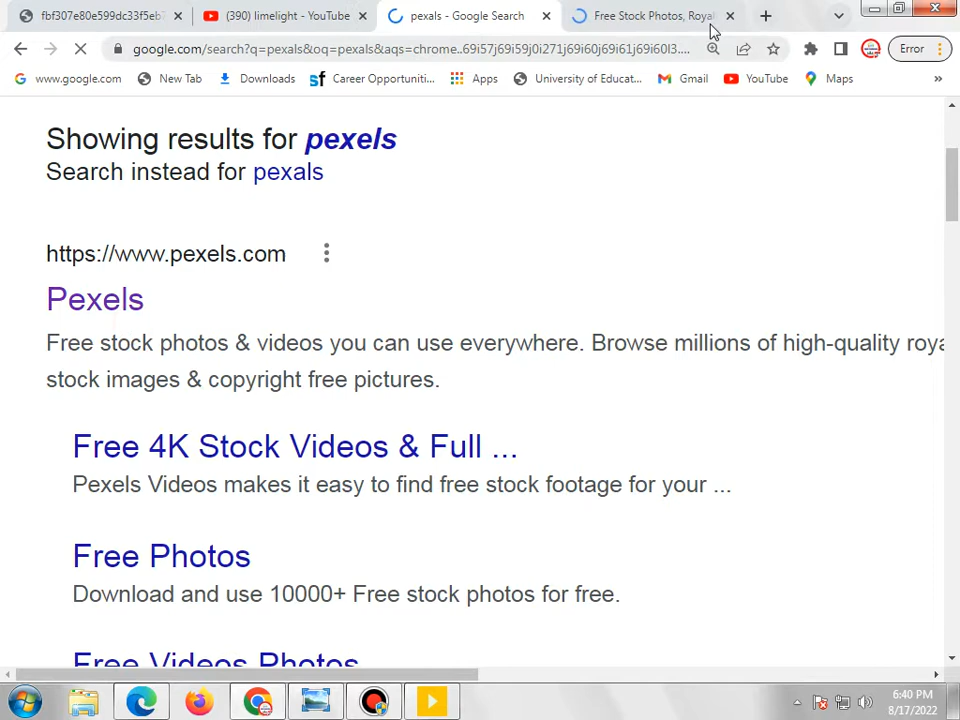 fbf307e80e599dc33f5eb7
(390) limelight - YouTube
pexals - Google Search
Free Stock Photos, Royal
google.com/search?q=pexals&oq=pexals&aqs=chrome..69i57j69i59j0i271j69i60j69i61j69i60l3....
Error
www.google.com
New Tab
Downloads
sf Career Opportuniti...
Apps
University of Educat...
Gmail
YouTube
Maps
»
Showing results for pexels
Search instead for pexals
https://www.pexels.com
Pexels
Free stock photos & videos you can use everywhere. Browse millions of high-quality roya
stock images & copyright free pictures.
Free 4K Stock Videos & Full ...
Pexels Videos makes it easy to find free stock footage for your ...
Free Photos
Download and use 10000+ Free stock photos for free.
Free Videos Photos
6:40 PM
8/17/2022